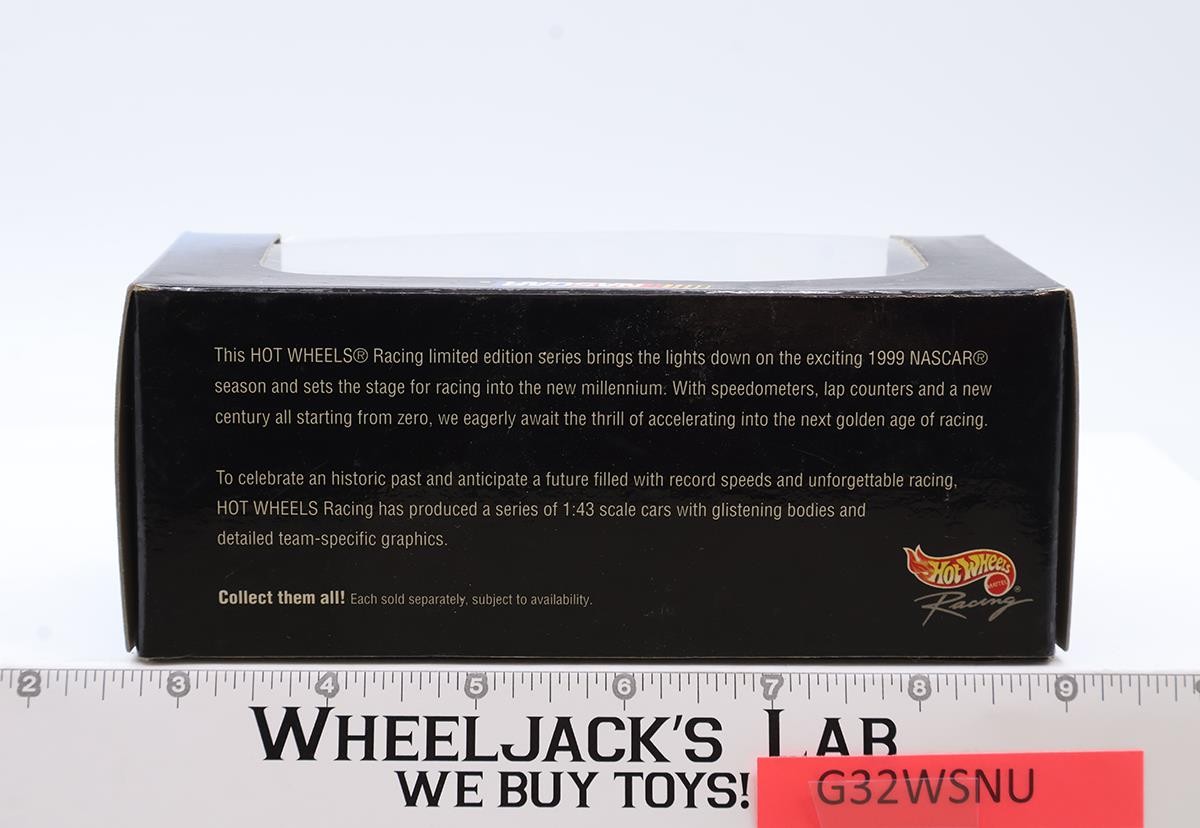 NASCAR
This HOT WHEELS® Racing limited edition series brings the lights down on the exciting 1999 NASCAR®
season and sets the stage for racing into the new millennium. With speedometers, lap counters and a new
century all starting from zero, we eagerly await the thrill of accelerating into the next golden age of racing.
To celebrate an historic past and anticipate a future filled with record speeds and unforgettable racing,
HOT WHEELS Racing has produced a series of 1:43 scale cars with glistening bodies and
detailed team-specific graphics.
Collect them all! Each sold separately, subject to availability.
Hot Wheels ®
MATTEL
Racing
2 3 4 5 6 7 8 9
WHEELJACK'S LAB
WE BUY TOYS!
G32WSNU